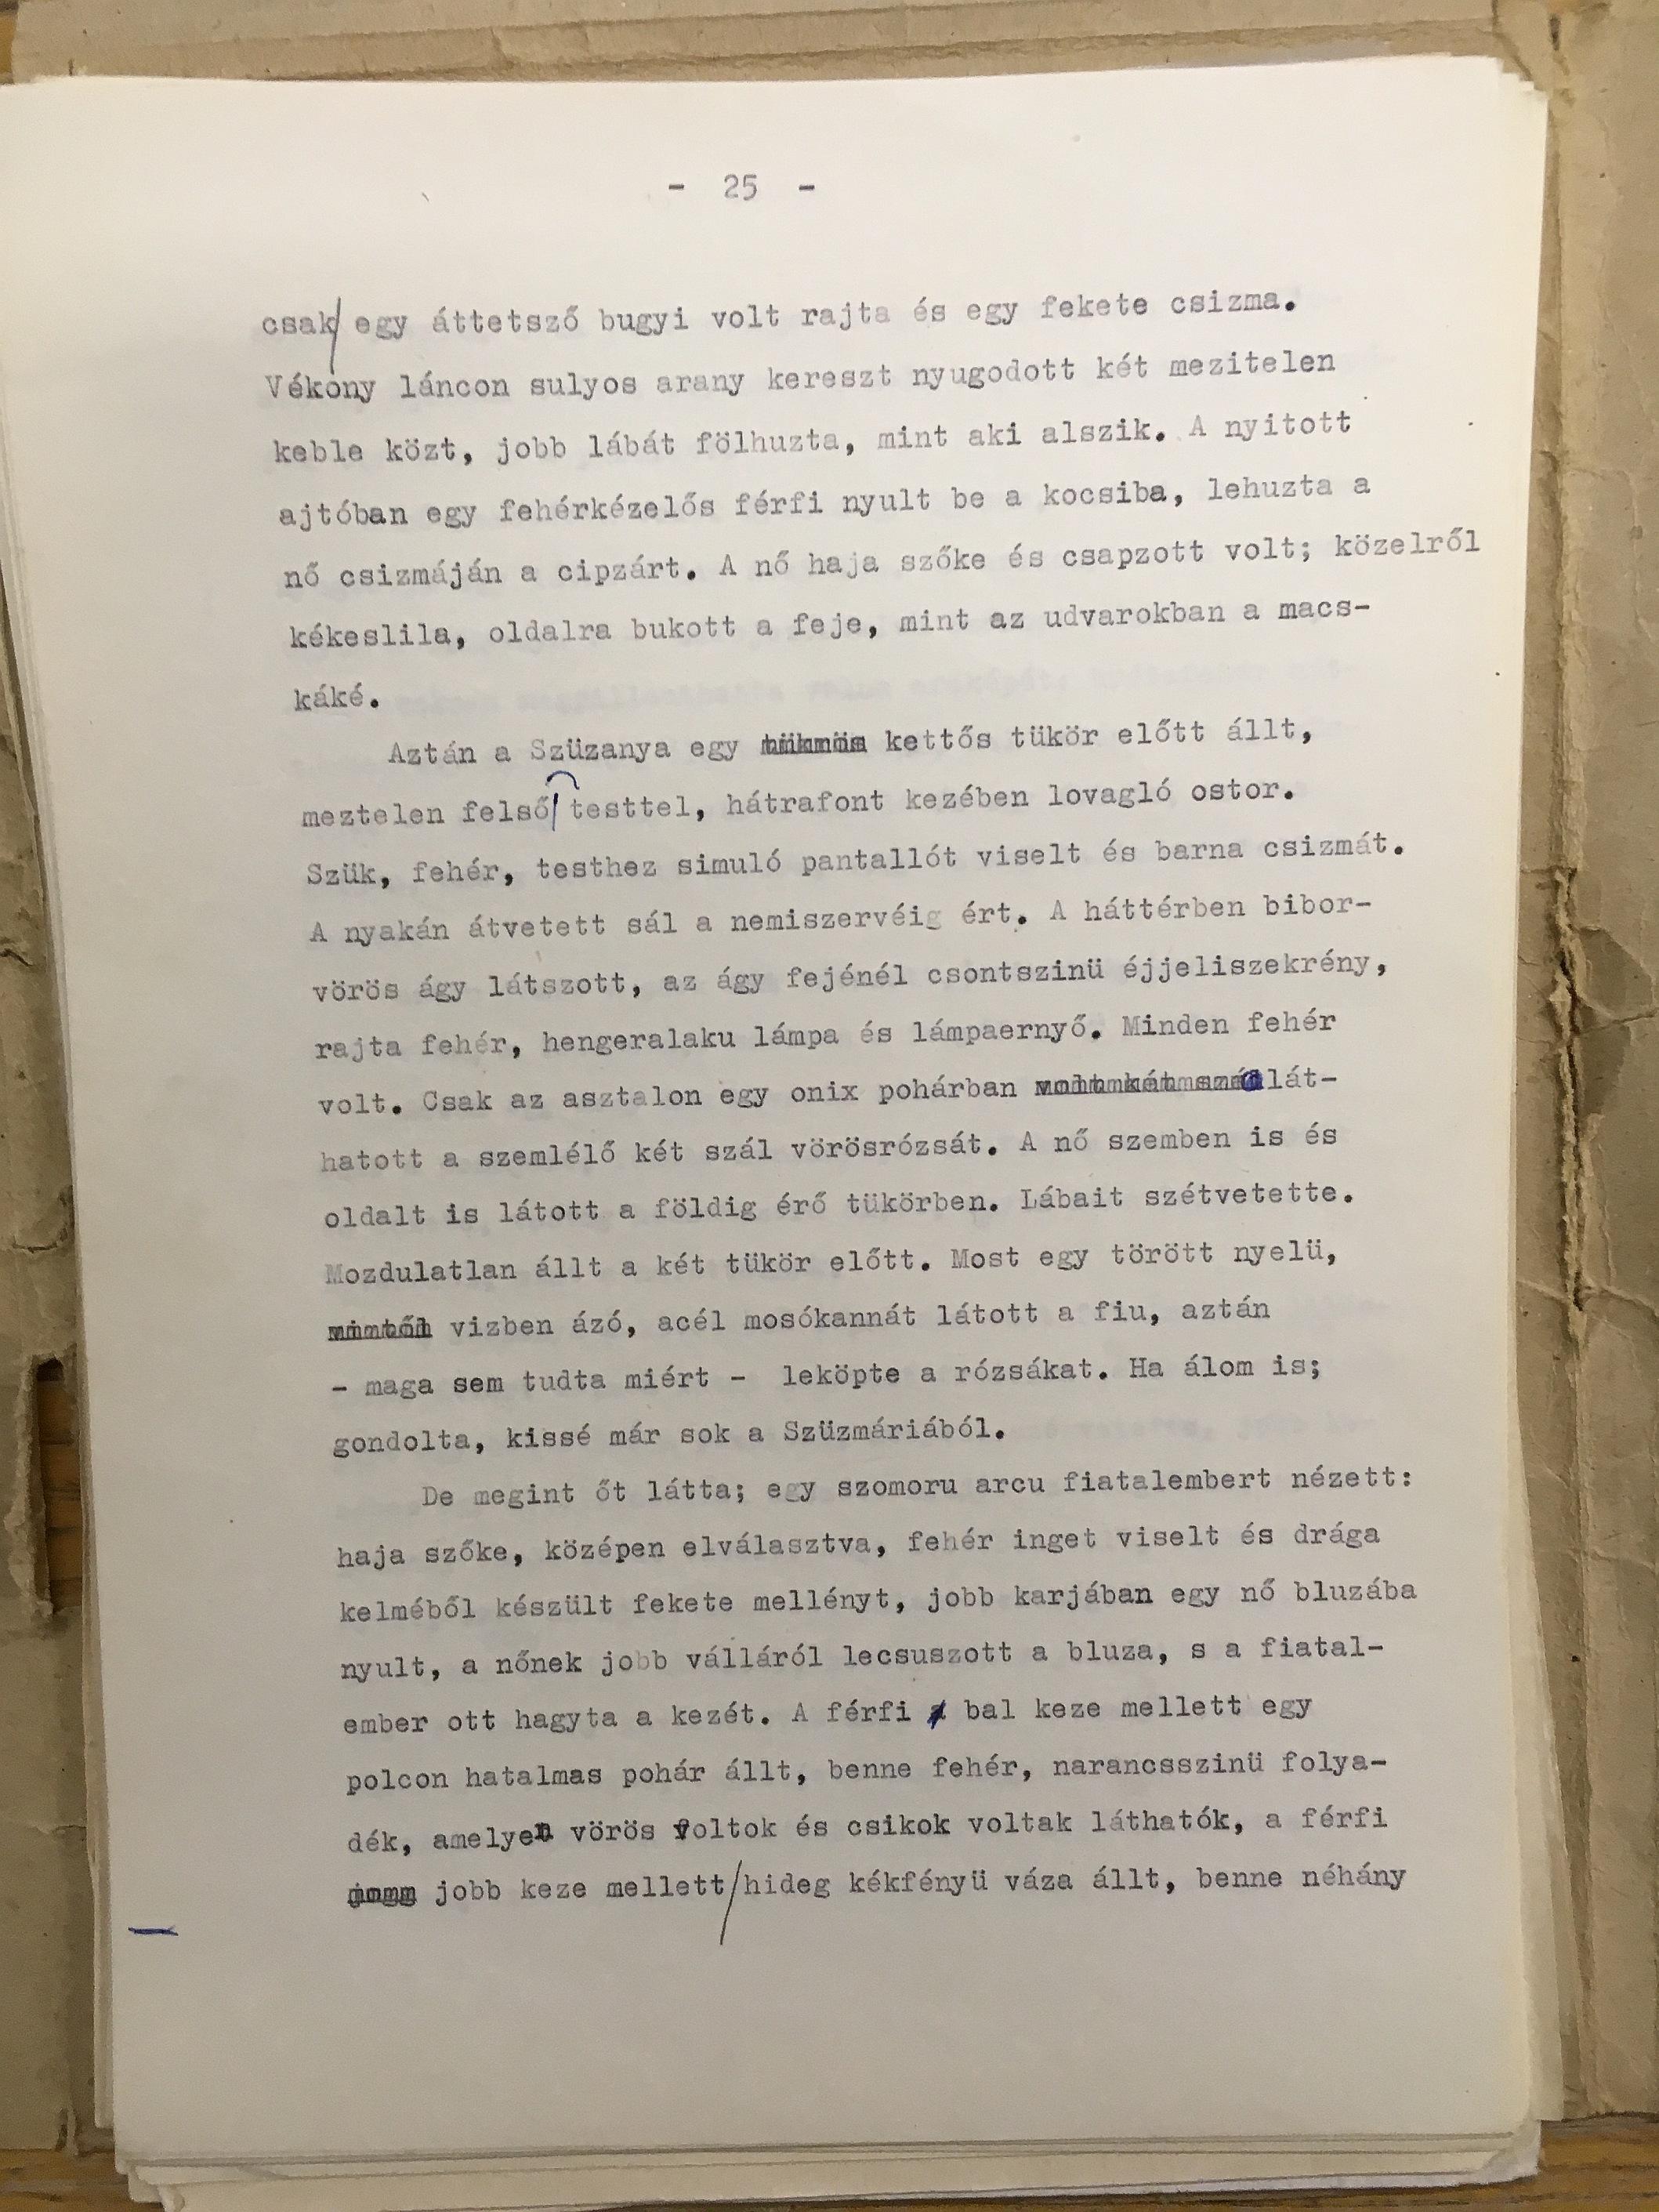 - 25 -
csak egy áttetsző bugyi volt rajta és egy fekete csizma.
Vékony láncon sulyos arany kereszt nyugodott két mezitelen
keble közt, jobb lábát fölhuzta, mint aki alszik. A nyitott
ajtóban egy fehérkézelős férfi nyult be a kocsiba, lehuzta a
nő csizmáján a cipzárt. A nő haja szőke és csapzott volt; közelről
kékeslila, oldalra bukott a feje, mint az udvarokban a macs-
káké.
Aztán a Szüzanya egy kettős tükör előtt állt,
meztelen felső testtel, hátrafont kezében lovagló ostor.
Szük, fehér, testhez simuló pantallót viselt és barna csizmát.
A nyakán átvetett sál a nemiszervéig ért. A háttérben bibor-
vörös ágy látszott, az ágy fejénél csontszinü éjjeliszekrény,
rajta fehér, hengeralaku lámpa és lámpaernyő. Minden fehér
volt. Csak az asztalon egy onix pohárban lát-
hatott a szemlélő két szál vörösrózsát. A nő szemben is és
oldalt is látott a földig érő tükörben. Lábait szétvetette.
Mozdulatlan állt a két tükör előtt. Most egy törött nyelü,
vizben ázó, acél mosókannát látott a fiu, aztán
- maga sem tudta miért - leköpte a rózsákat. Ha álom is;
gondolta, kissé már sok a Szüzmáriából.
De megint őt látta; egy szomoru arcu fiatalembert nézett:
haja szőke, középen elválasztva, fehér inget viselt és drága
kelméből készült fekete mellényt, jobb karjában egy nő bluzába
nyult, a nőnek jobb válláról lecsuszott a bluza, s a fiatal-
ember ott hagyta a kezét. A férfi bal keze mellett egy
polcon hatalmas pohár állt, benne fehér, narancsszinü folya-
dék, amelyen vörös foltok és csikok voltak láthatók, a férfi
jobb keze mellett hideg kékfényü váza állt, benne néhány